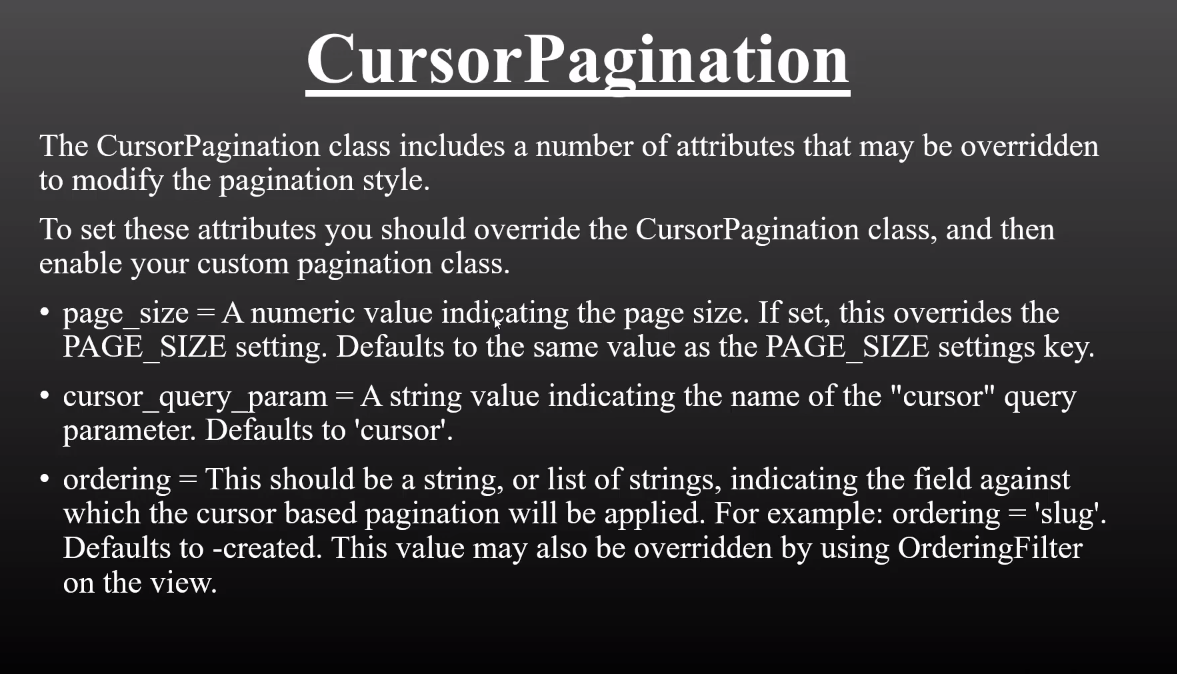 CursorPagination
The CursorPagination class includes a number of attributes that may be overridden
to modify the pagination style.
To set these attributes you should override the CursorPagination class, and then
enable your custom pagination class.
• page_size = A numeric value indicating the page size. If set, this overrides the
PAGE_SIZE setting. Defaults to the same value as the PAGE_SIZE settings key.
• cursor_query_param = A string value indicating the name of the "cursor" query
parameter. Defaults to 'cursor'.
• ordering = This should be a string, or list of strings, indicating the field against
which the cursor based pagination will be applied. For example: ordering = 'slug'.
Defaults to -created. This value may also be overridden by using OrderingFilter
on the view.